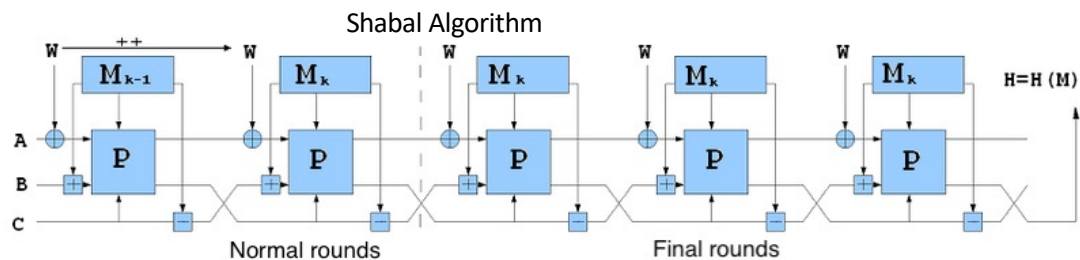 Shabal Algorithm
W ++ W W W W
M k-1 M k M k M k M k H=H(M)
A
P P P P P
B + + + + +
C
- - - - -
Normal rounds Final rounds